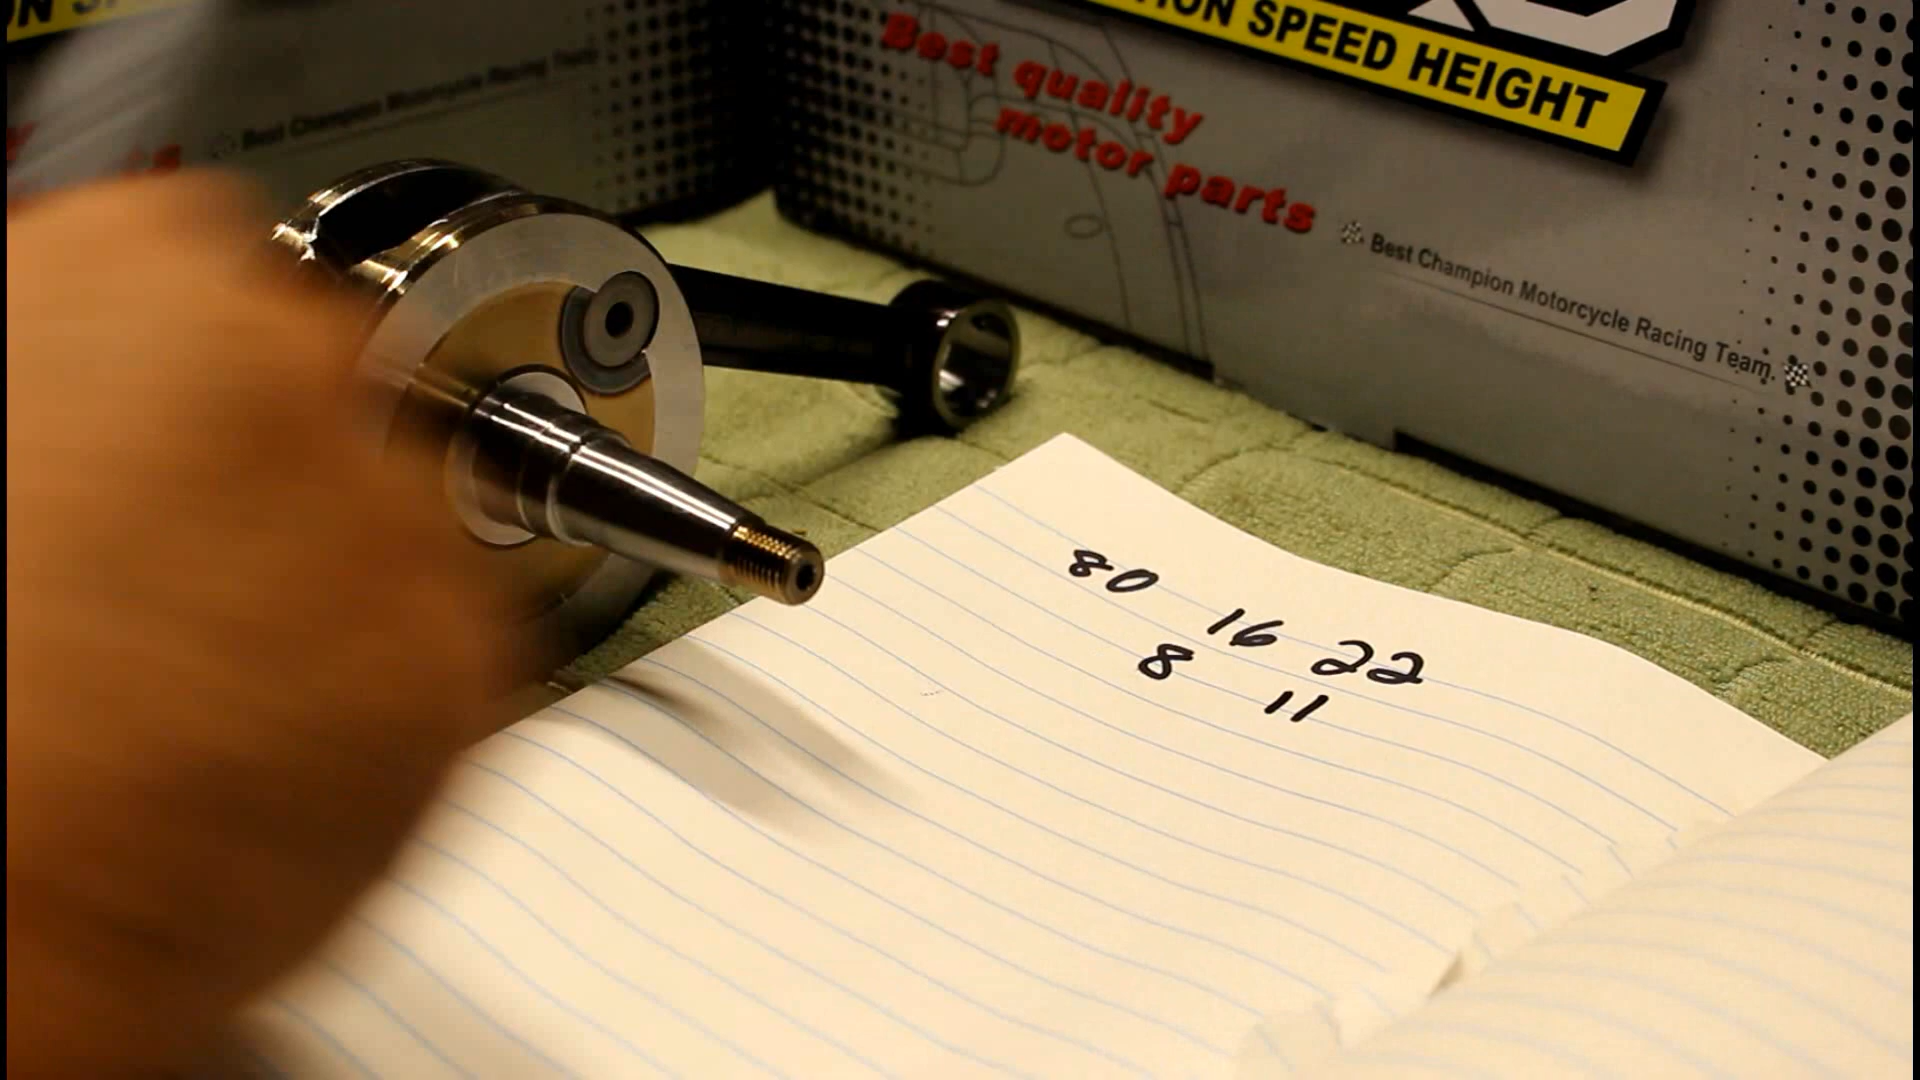 ION SPEED HEIGHT
Best quality
motor parts
Best Champion Motorcycle Racing Team.
Best Champion Motorcycle Racing Team
80 16 22
8 11